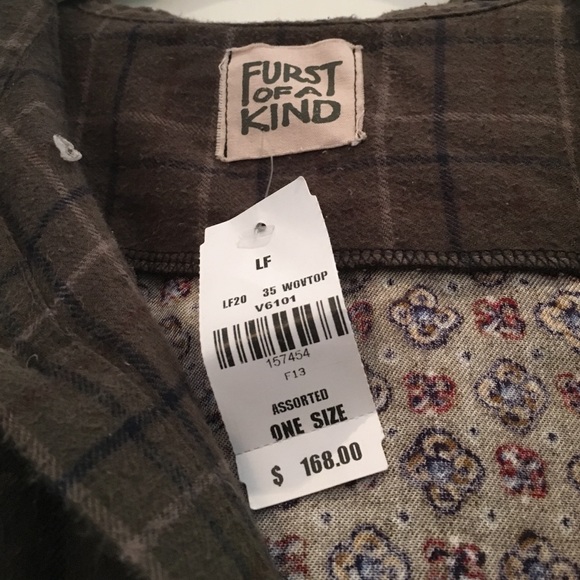 FURST
OF A
KIND
LF
LF20 35 WOVTOP
V6101
157454
F13
ASSORTED
ONE SIZE
$ 168.00